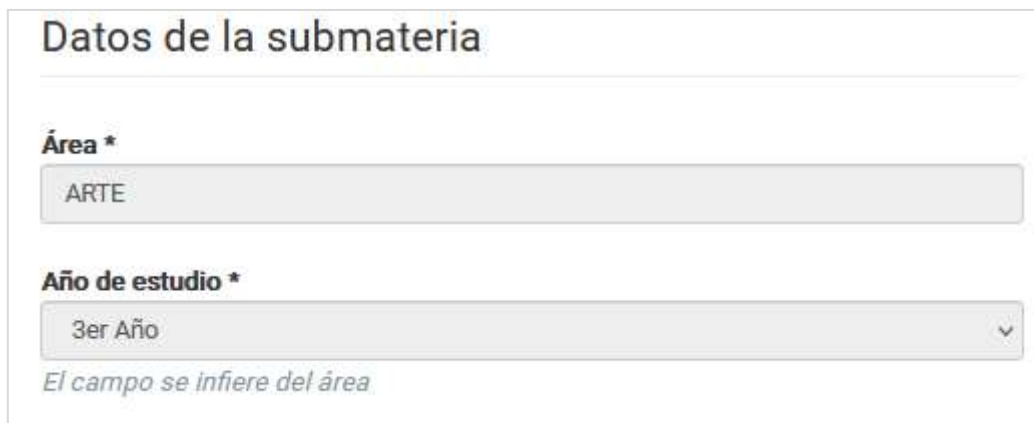 Datos de la submateria
Área *
ARTE
Año de estudio *
3er Año
El campo se infiere del área